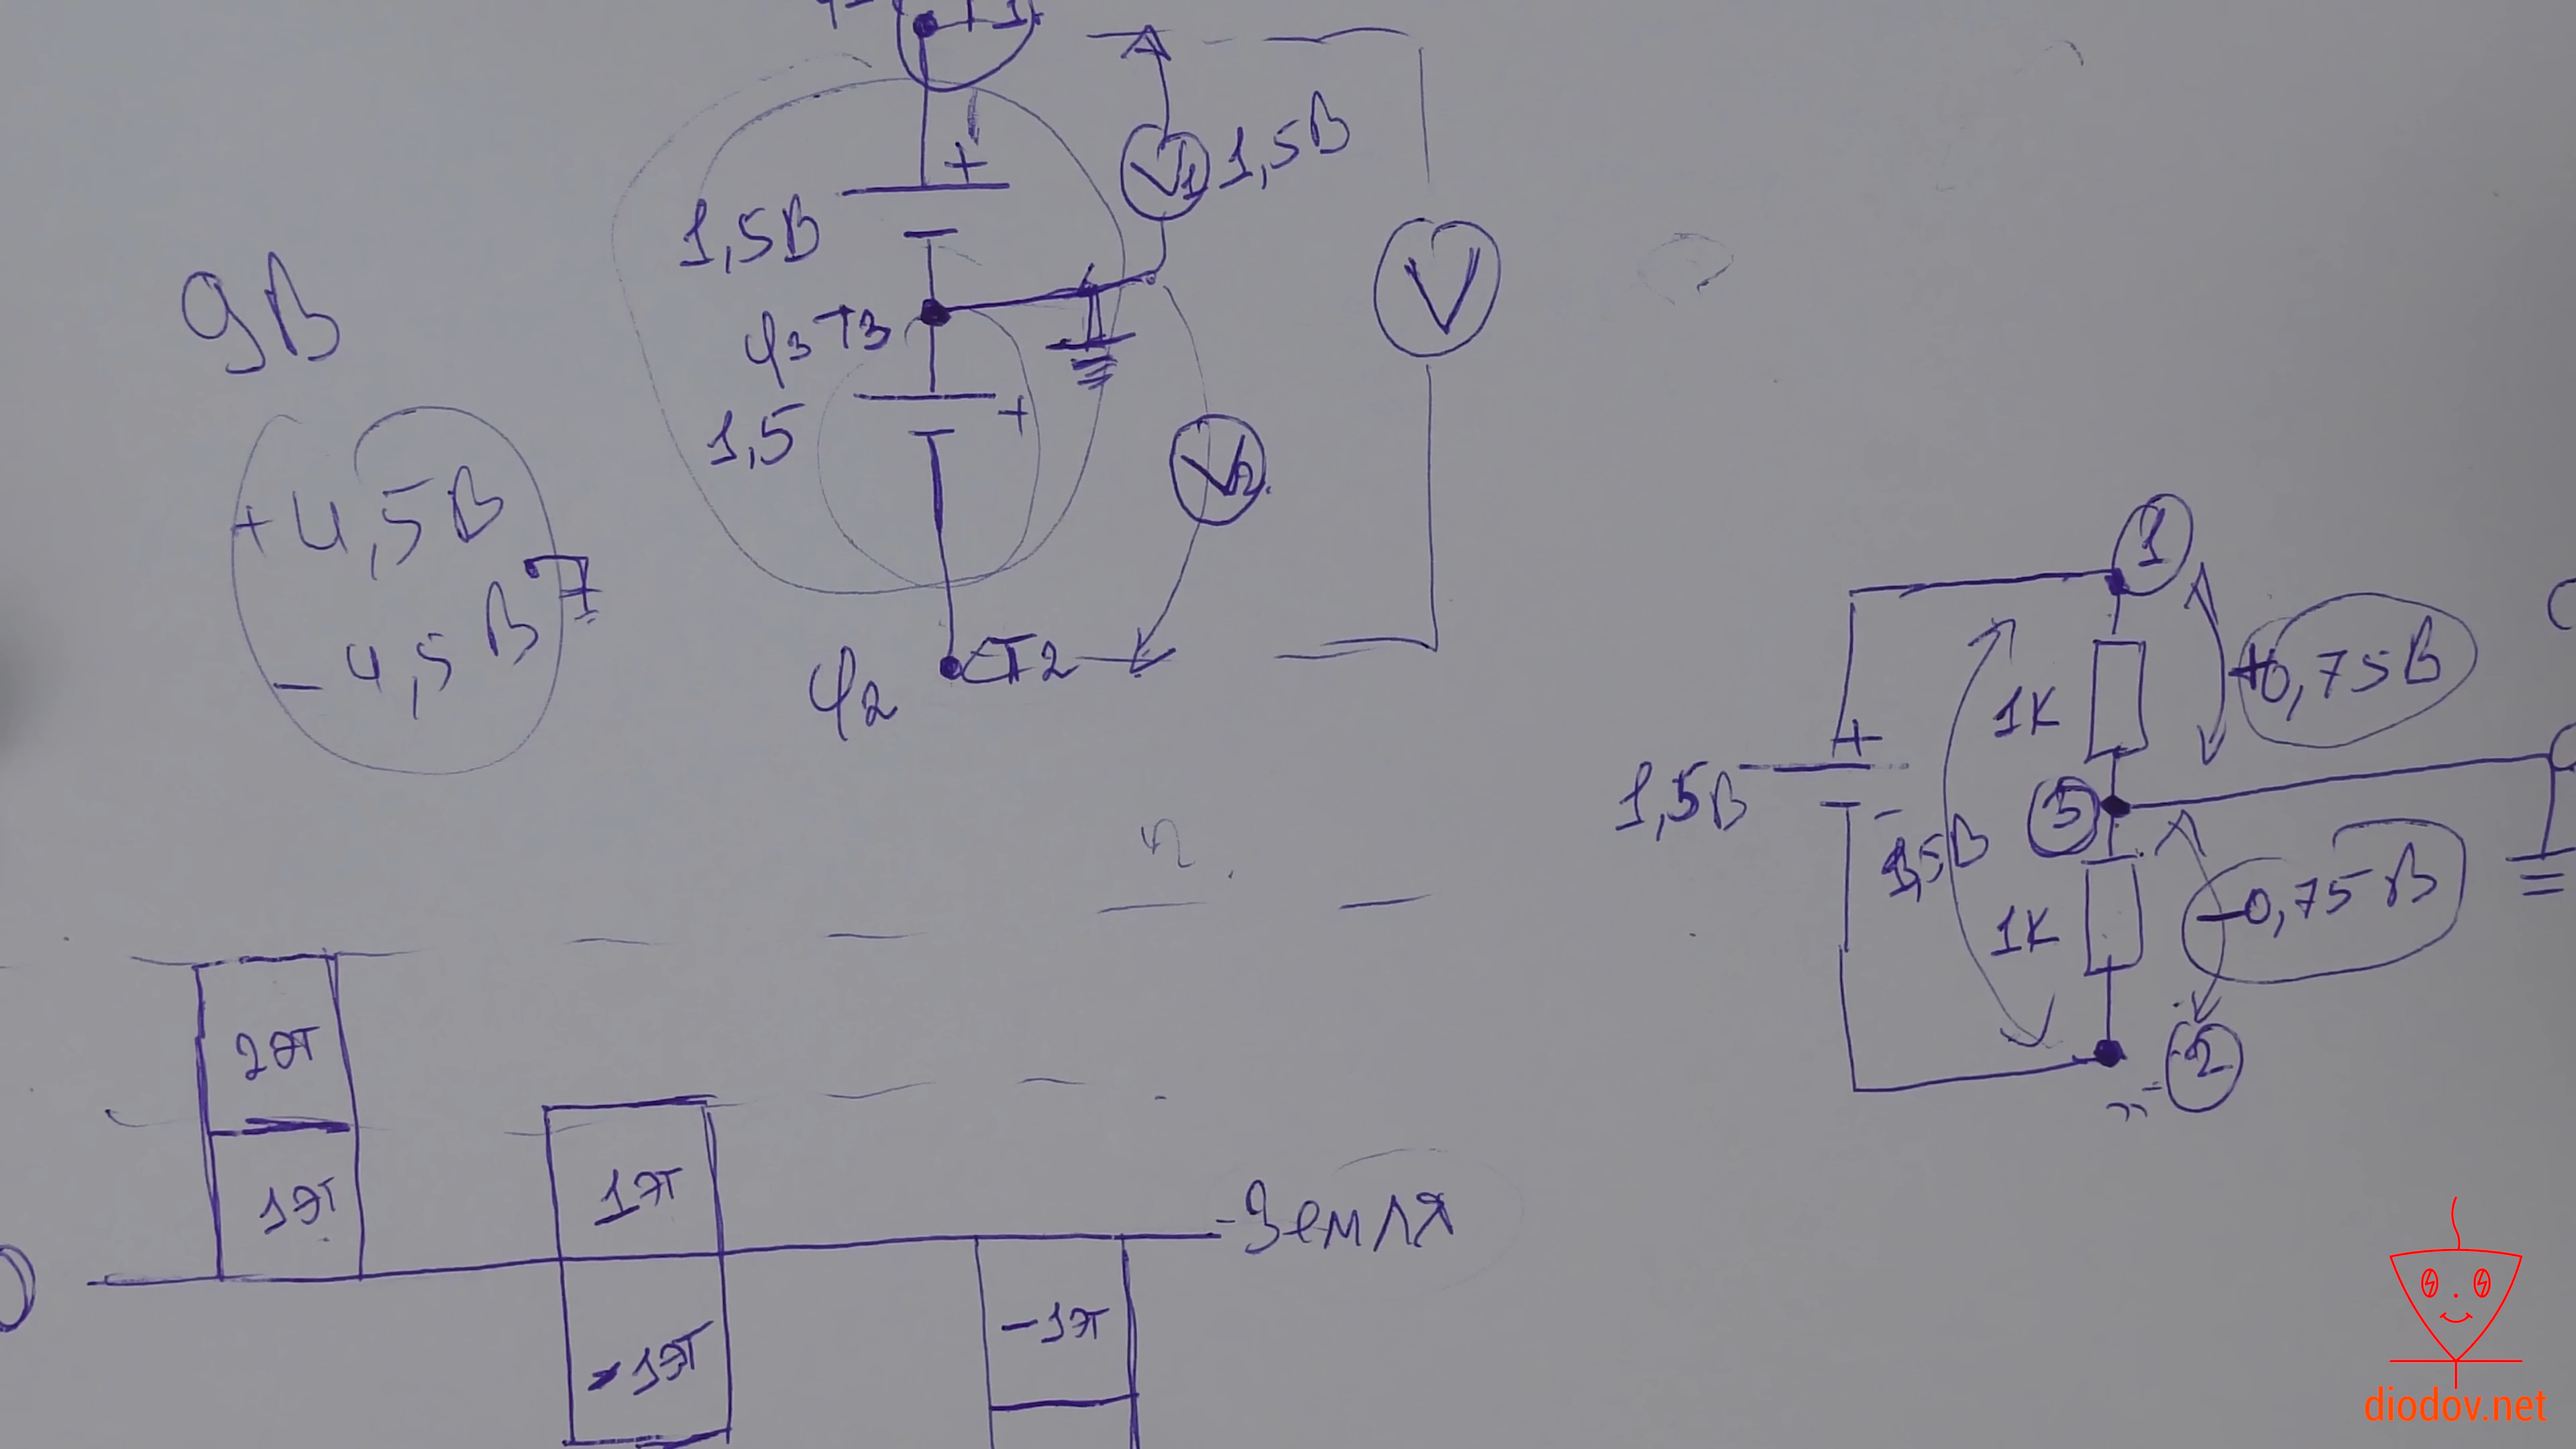 +
V1 1,5В
1,5В
9В
φ3 Т3
V
1,5 +
V2
+4,5В
-4,5В
φ2 Т2
1
+0,75В
1К
+
1,5В
-
3
1,5В
-0,75В
1К
2
2эт
1эт
1эт
-1эт
-1эт
Земля
diodov.net